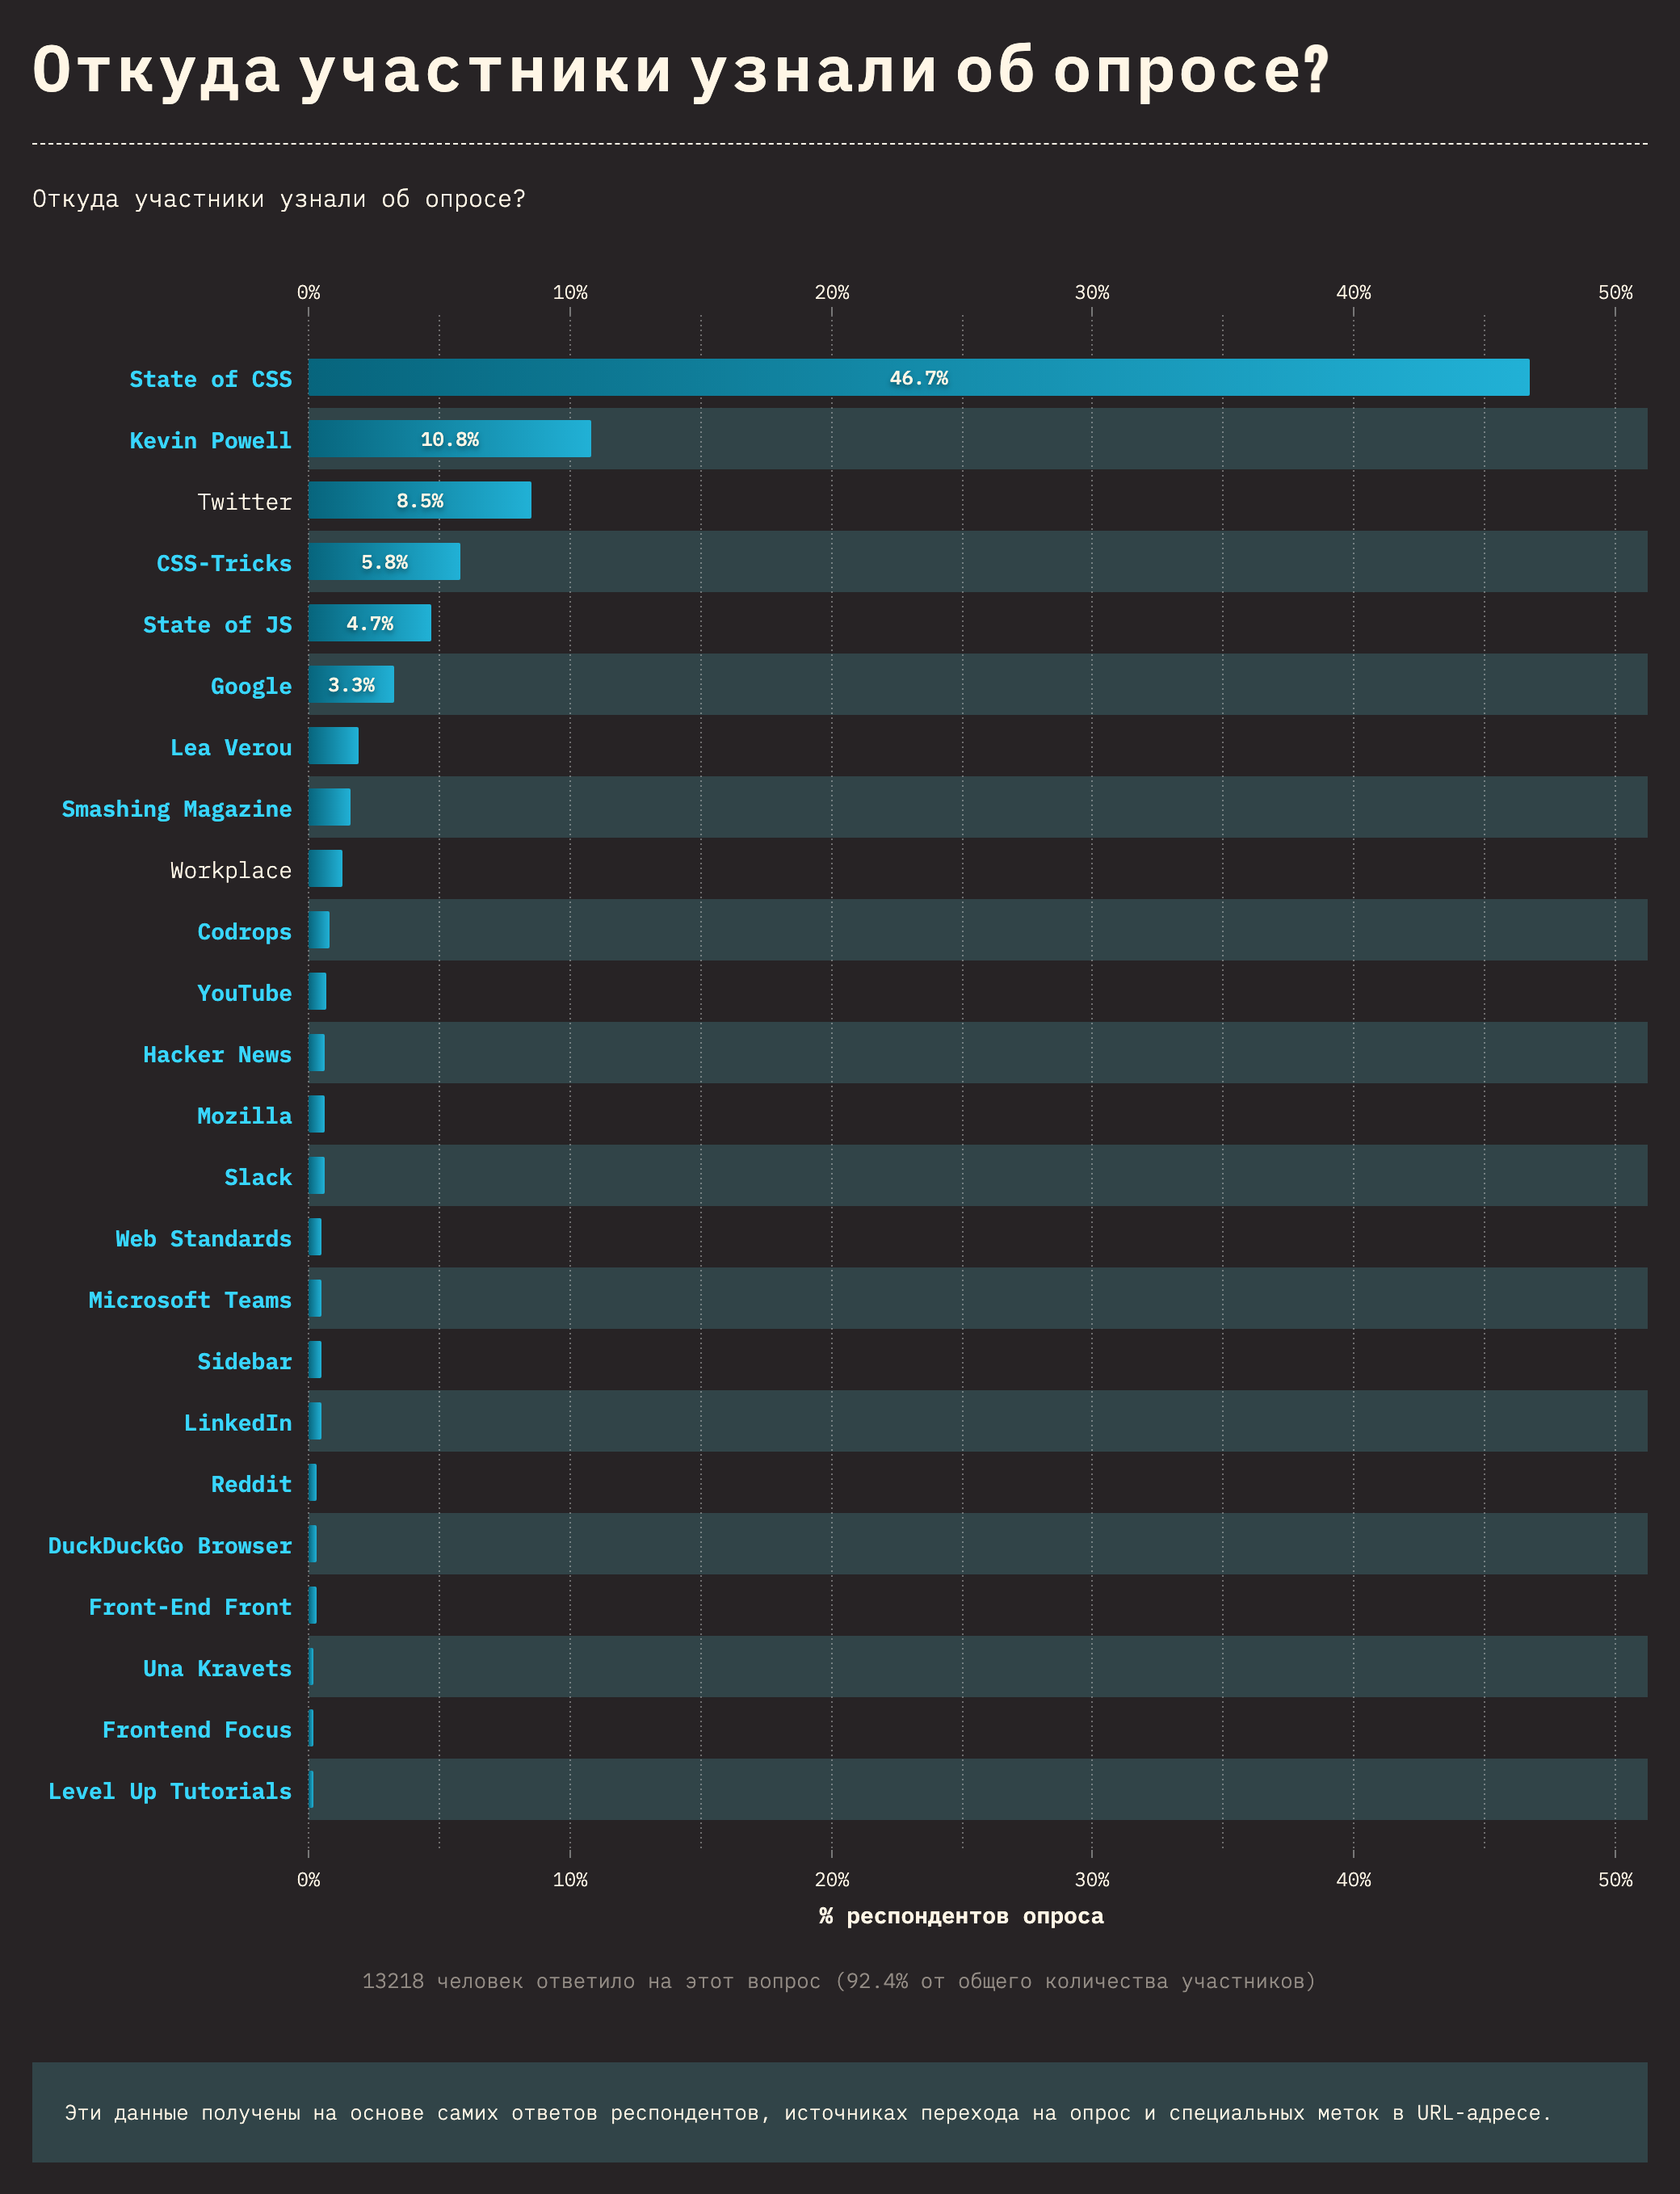 Откуда участники узнали об опросе?
Откуда участники узнали об опросе?
0% 10% 20% 30% 40% 50%
State of CSS 46.7%
Kevin Powell 10.8%
Twitter 8.5%
CSS-Tricks 5.8%
State of JS 4.7%
Google 3.3%
Lea Verou
Smashing Magazine
Workplace
Codrops
YouTube
Hacker News
Mozilla
Slack
Web Standards
Microsoft Teams
Sidebar
LinkedIn
Reddit
DuckDuckGo Browser
Front-End Front
Una Kravets
Frontend Focus
Level Up Tutorials
0% 10% 20% 30% 40% 50%
% респондентов опроса
13218 человек ответило на этот вопрос (92.4% от общего количества участников)
Эти данные получены на основе самих ответов респондентов, источниках перехода на опрос и специальных меток в URL-адресе.